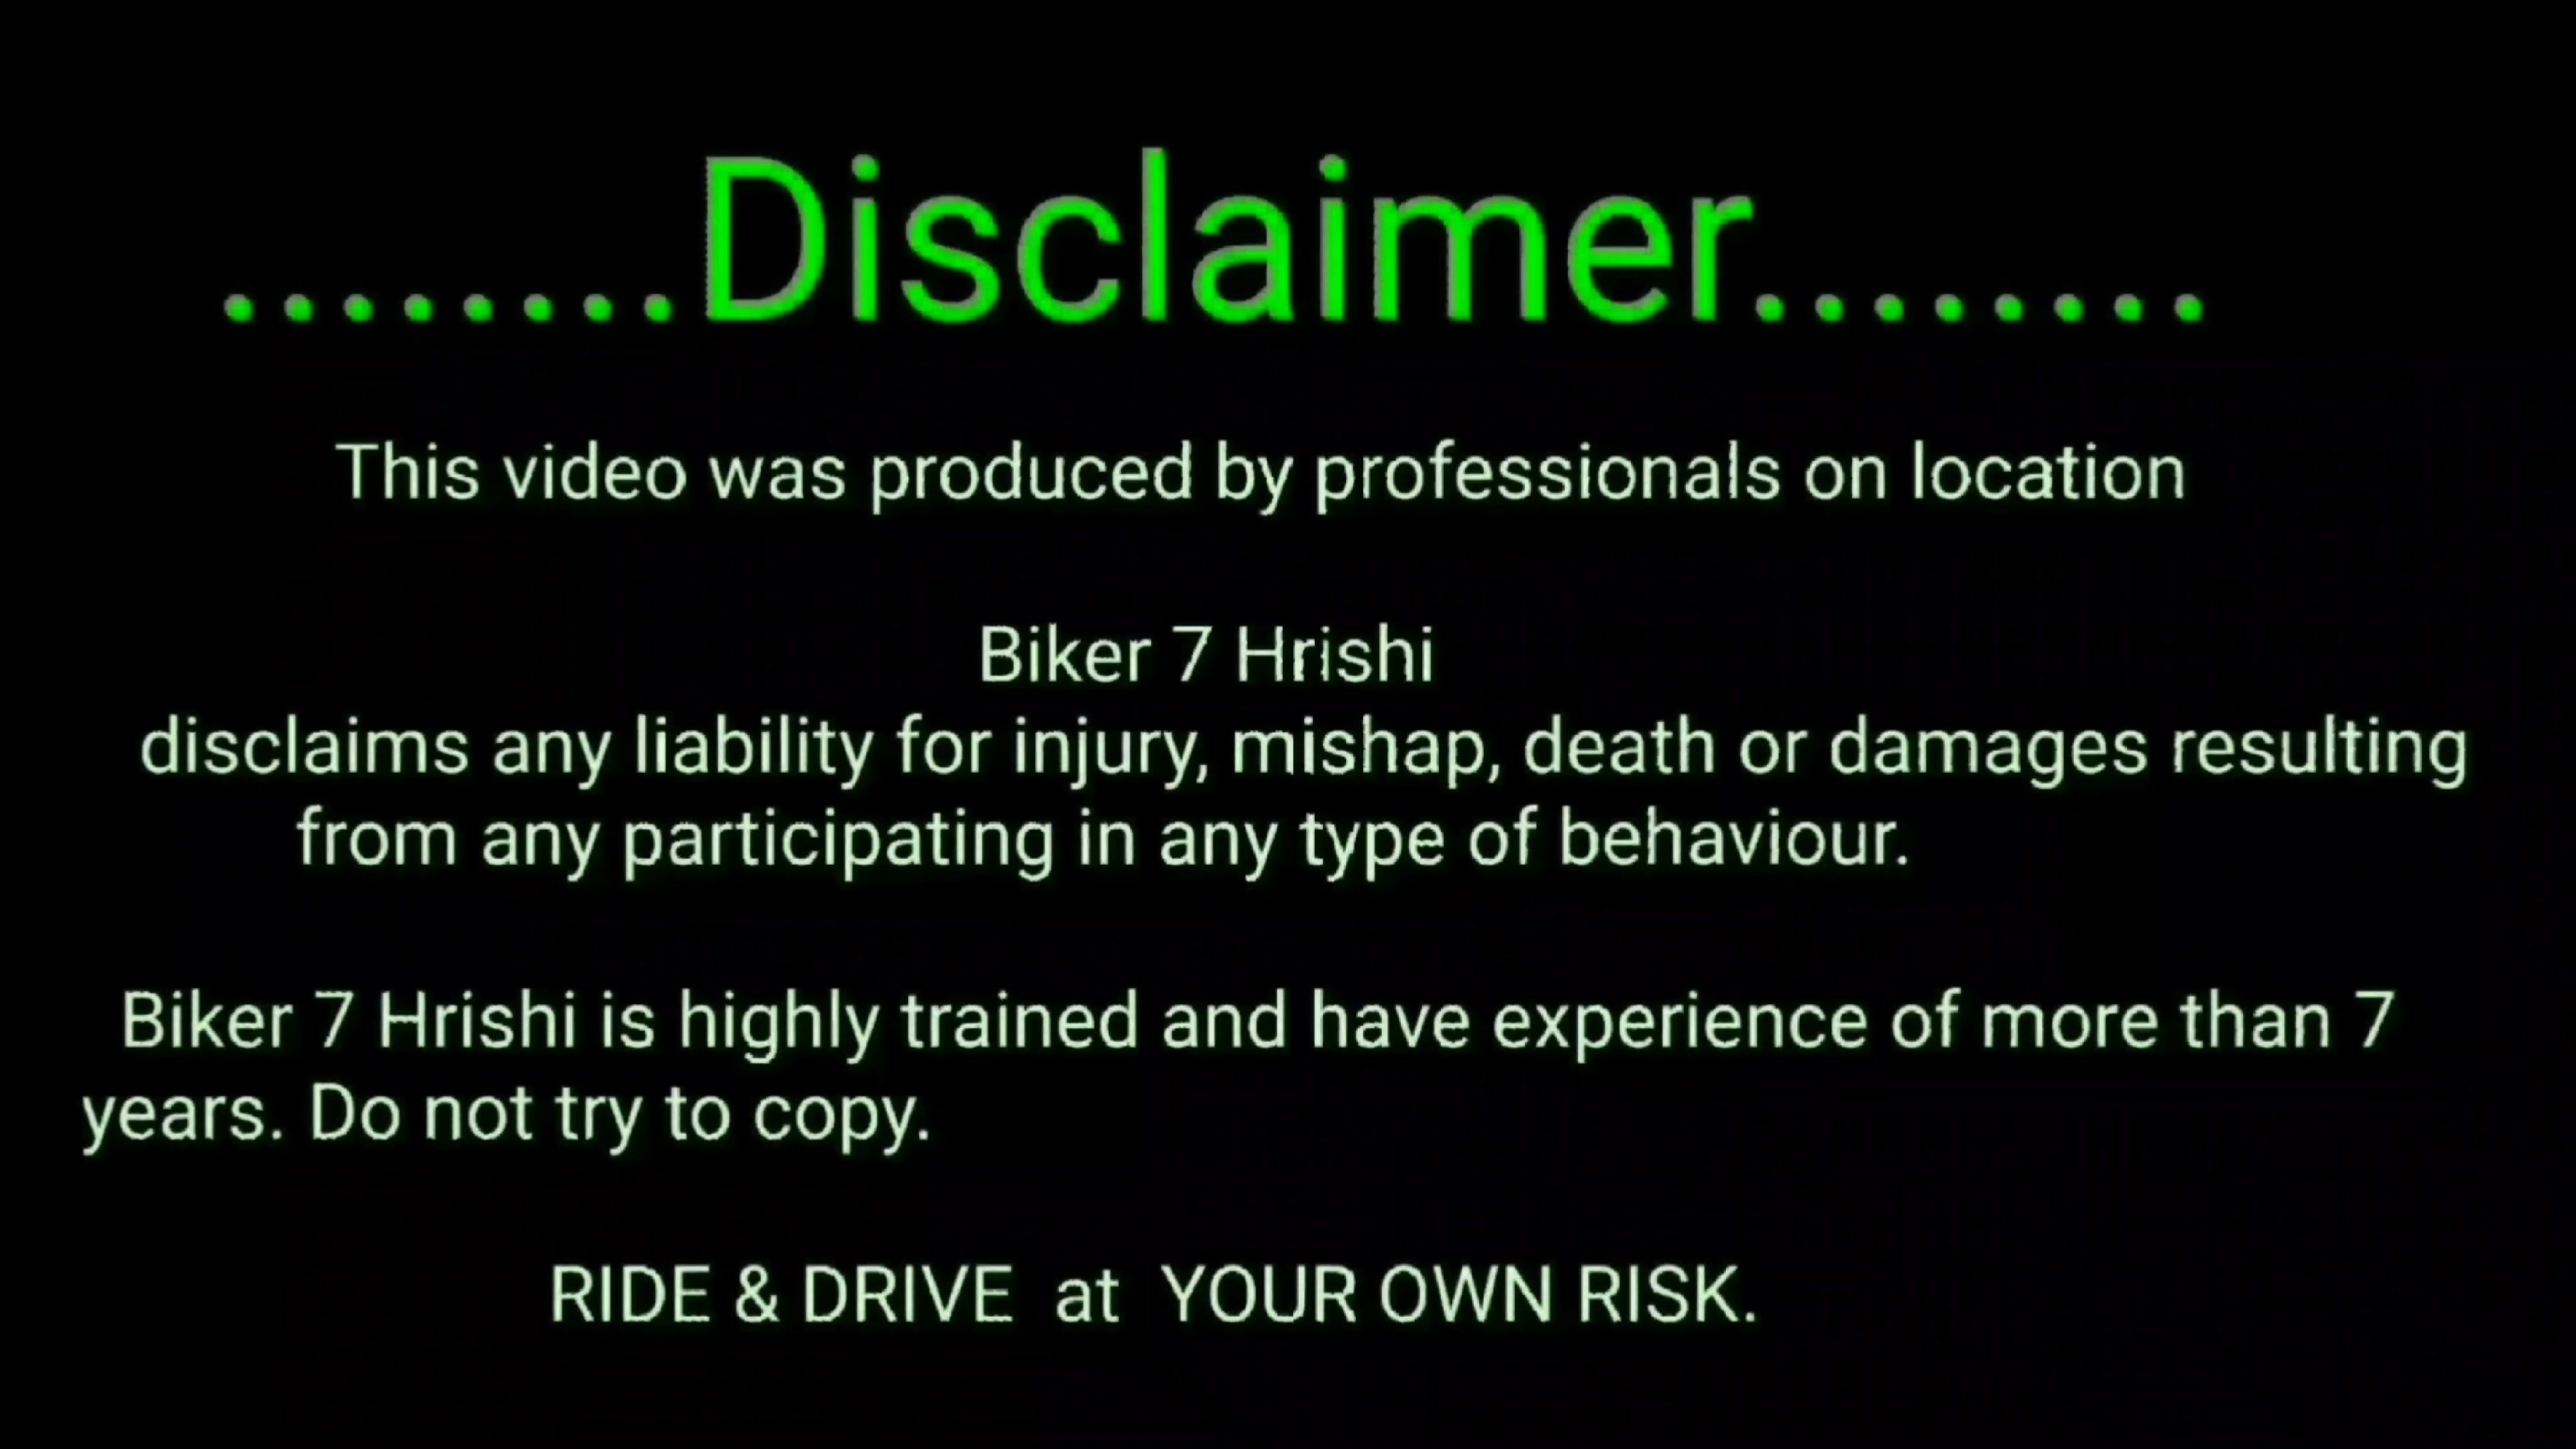 ........Disclaimer........
This video was produced by professionals on location
Biker 7 Hrishi
disclaims any liability for injury, mishap, death or damages resulting
from any participating in any type of behaviour.
Biker 7 Hrishi is highly trained and have experience of more than 7
years. Do not try to copy.
RIDE & DRIVE at YOUR OWN RISK.